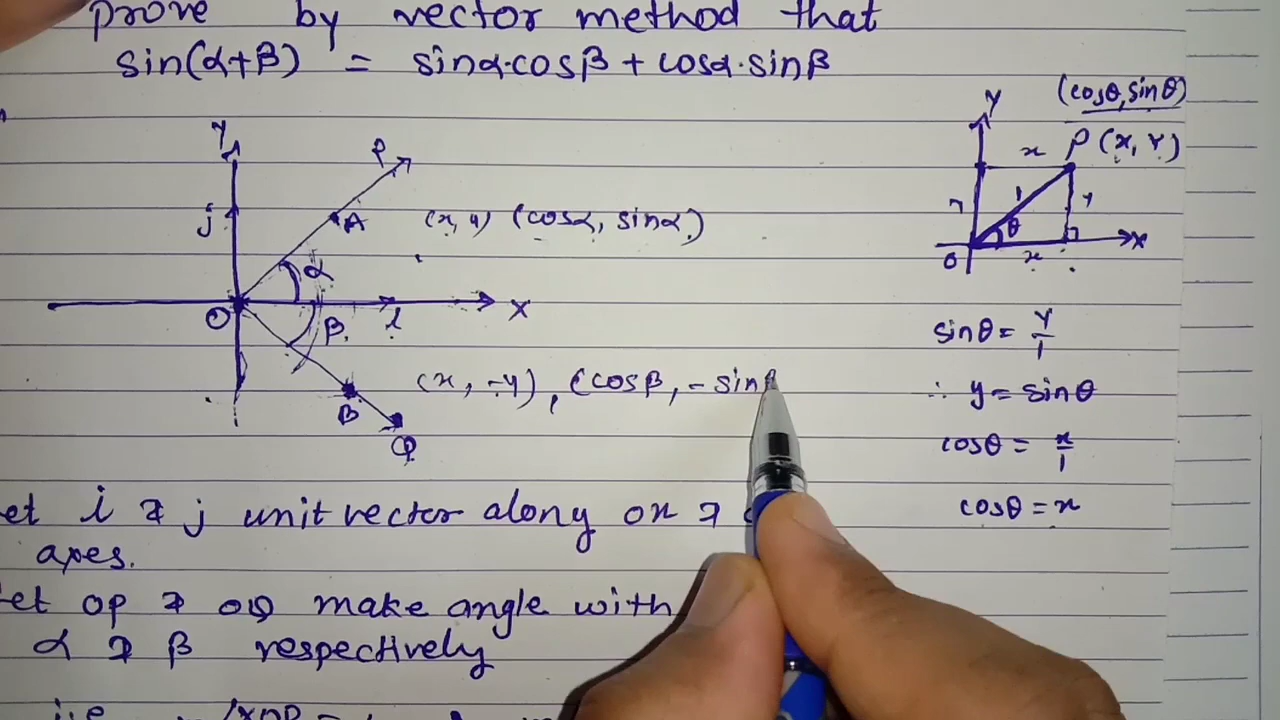 prove by vector method that
sin(α+β) = sinα·cosβ + cosα·sinβ
Y
P
j
A
(x, y) (cosα, sinα)
α
O
β
i
X
(x, -y), (cosβ, - sinβ
B
Q
(cosθ, sinθ)
Y
x
P (X, Y)
y
1
y
θ
O
x
X
sinθ = Y/1
∴ y = sinθ
cosθ = x/1
cosθ = x
et i & j unit vector along ox &
axes.
et op & oQ make angle with
α & β respectively
i.e